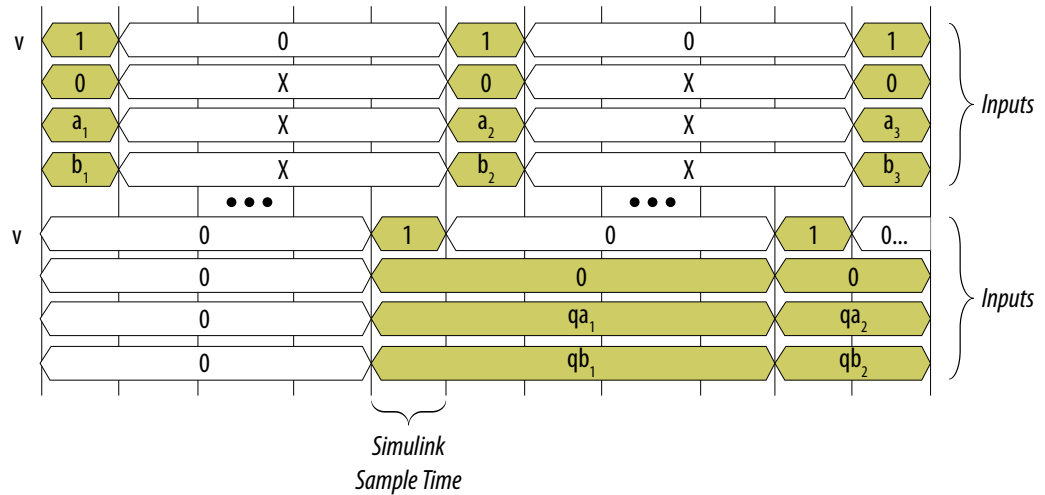 v 1 0 1 0 1
0 X 0 X 0
a1 X a2 X a3
b1 X b2 X b3
Inputs
v 0 1 0 1 0...
0 0 0
0 qa1 qa2
0 qb1 qb2
Inputs
Simulink
Sample Time